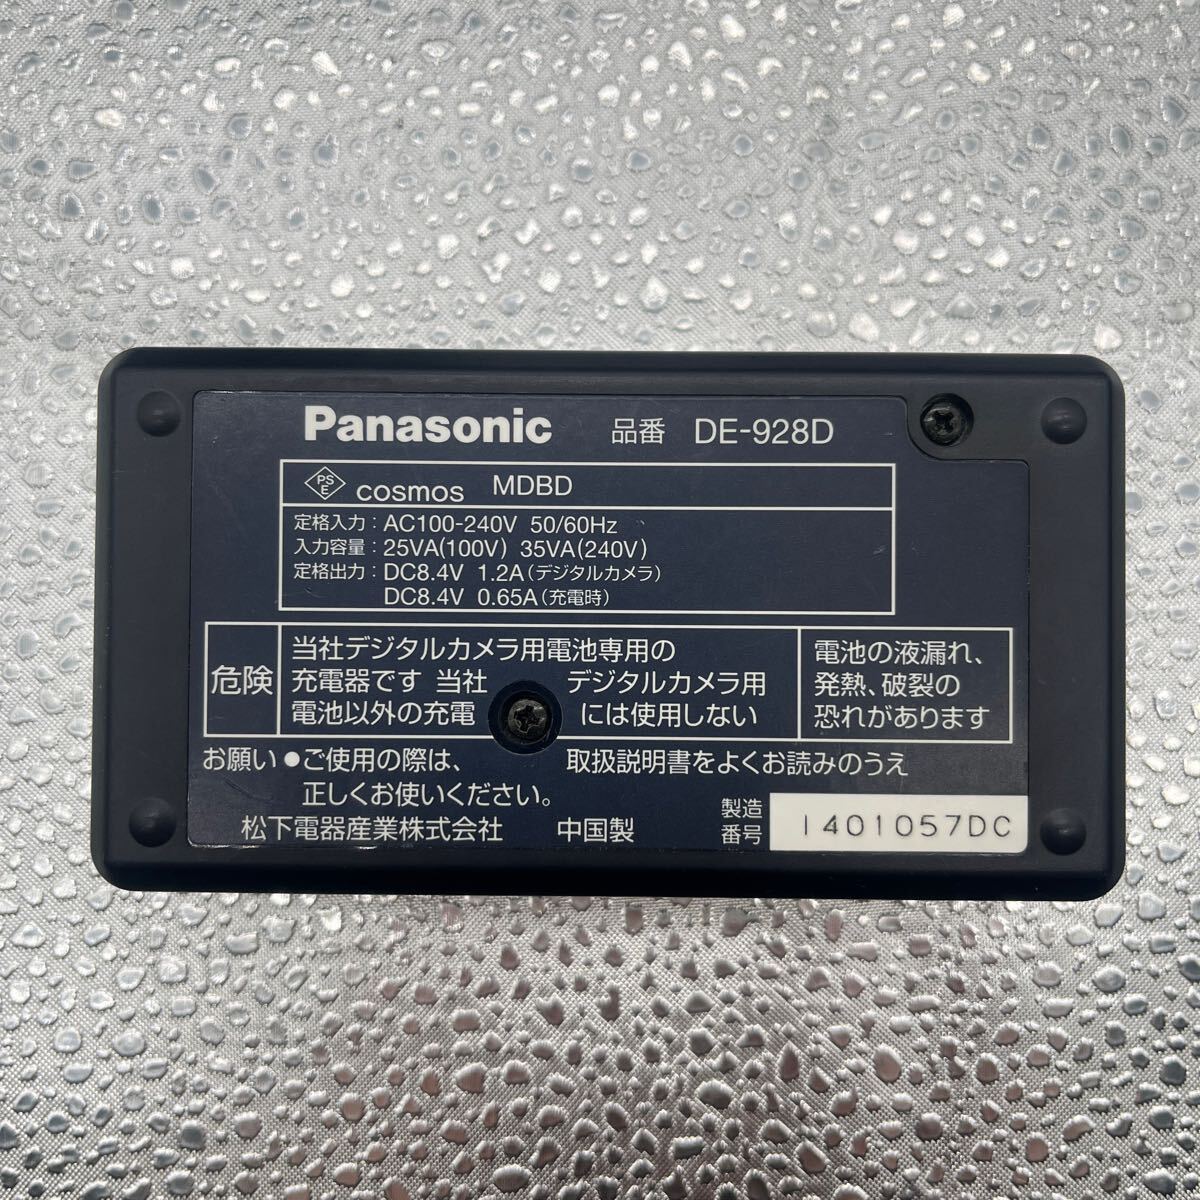 Panasonic 品番 DE-928D
PS E cosmos MDBD
定格入力：AC100-240V 50/60Hz
入力容量：25VA(100V) 35VA(240V)
定格出力：DC8.4V 1.2A(デジタルカメラ)
DC8.4V 0.65A(充電時)
危険
当社デジタルカメラ用電池専用の
充電器です 当社 デジタルカメラ用
電池以外の充電 には使用しない
電池の液漏れ、
発熱、破裂の
恐れがあります
お願い ●ご使用の際は、 取扱説明書をよくお読みのうえ
正しくお使いください。
松下電器産業株式会社 中国製
製造
番号
1401057DC